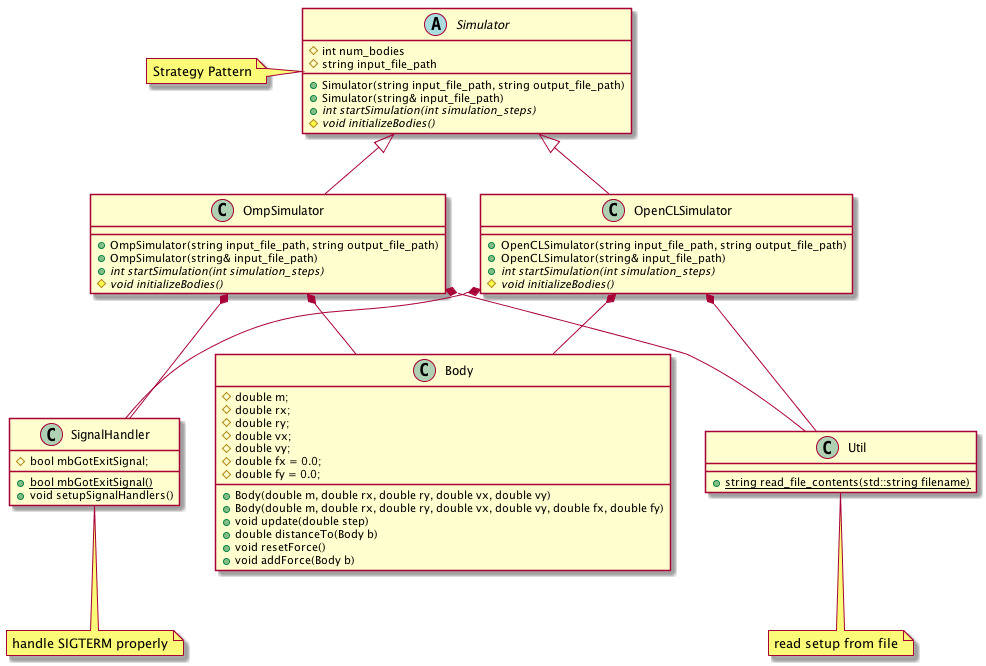 A Simulator
int num_bodies
string input_file_path
Simulator(string input_file_path, string output_file_path)
Simulator(string& input_file_path)
int startSimulation(int simulation_steps)
void initializeBodies()
Strategy Pattern
C OmpSimulator
OmpSimulator(string input_file_path, string output_file_path)
OmpSimulator(string& input_file_path)
int startSimulation(int simulation_steps)
void initializeBodies()
C OpenCLSimulator
OpenCLSimulator(string input_file_path, string output_file_path)
OpenCLSimulator(string& input_file_path)
int startSimulation(int simulation_steps)
void initializeBodies()
C SignalHandler
bool mbGotExitSignal;
bool mbGotExitSignal()
void setupSignalHandlers()
C Body
double m;
double rx;
double ry;
double vx;
double vy;
double fx = 0.0;
double fy = 0.0;
Body(double m, double rx, double ry, double vx, double vy)
Body(double m, double rx, double ry, double vx, double vy, double fx, double fy)
void update(double step)
double distanceTo(Body b)
void resetForce()
void addForce(Body b)
C Util
string read_file_contents(std::string filename)
handle SIGTERM properly
read setup from file